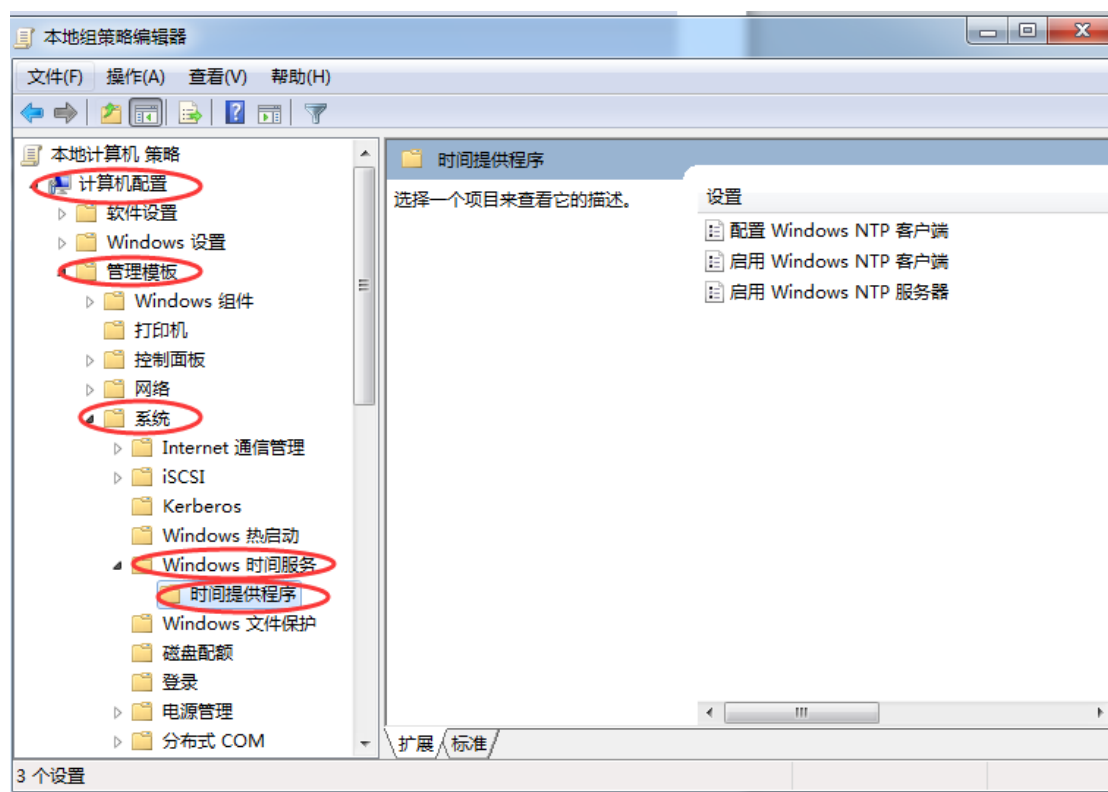 本地组策略编辑器
文件(F) 操作(A) 查看(V) 帮助(H)
本地计算机 策略
计算机配置
软件设置
Windows 设置
管理模板
Windows 组件
打印机
控制面板
网络
系统
Internet 通信管理
iSCSI
Kerberos
Windows 热启动
Windows 时间服务
时间提供程序
Windows 文件保护
磁盘配额
登录
电源管理
分布式 COM
时间提供程序
选择一个项目来查看它的描述。
设置
配置 Windows NTP 客户端
启用 Windows NTP 客户端
启用 Windows NTP 服务器
扩展 标准
3 个设置